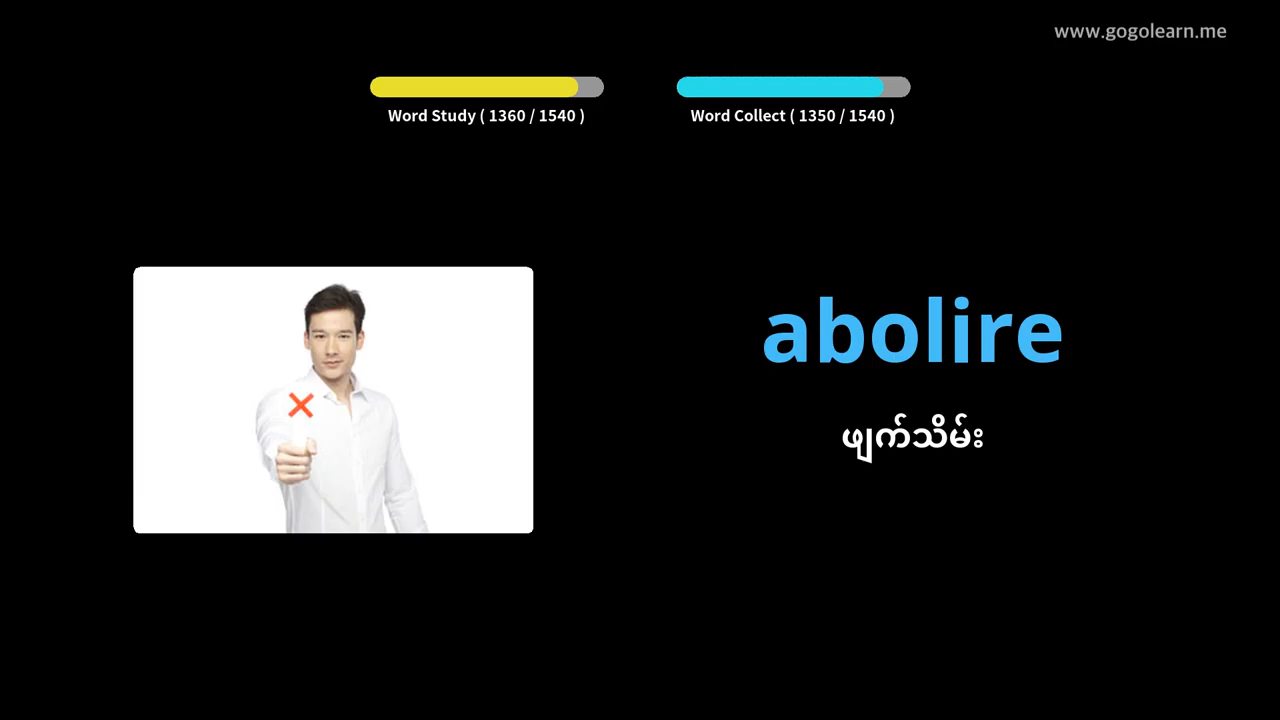 www.gogolearn.me
Word Study ( 1360 / 1540 )
Word Collect ( 1350 / 1540 )
abolire
ဖျက်သိမ်း